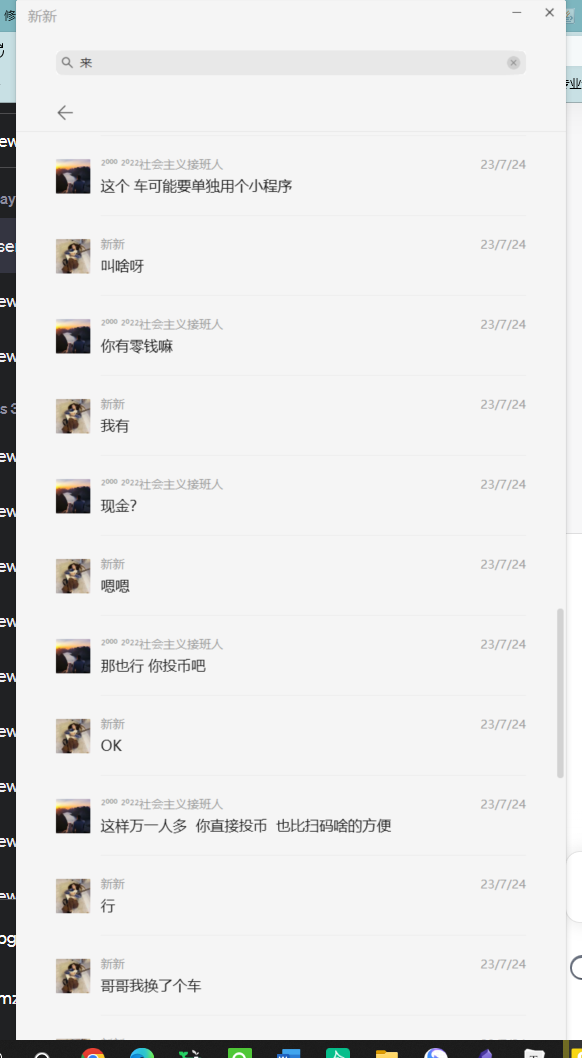 修
新新
来
²⁰⁰⁰ ²⁰²²社会主义接班人
23/7/24
这个 车可能要单独用个小程序
新新
23/7/24
叫啥呀
²⁰⁰⁰ ²⁰²²社会主义接班人
23/7/24
你有零钱嘛
新新
23/7/24
我有
²⁰⁰⁰ ²⁰²²社会主义接班人
23/7/24
现金?
新新
23/7/24
嗯嗯
²⁰⁰⁰ ²⁰²²社会主义接班人
23/7/24
那也行 你投币吧
新新
23/7/24
OK
²⁰⁰⁰ ²⁰²²社会主义接班人
23/7/24
这样万一人多  你直接投币  也比扫码啥的方便
新新
23/7/24
行
新新
23/7/24
哥哥我换了个车